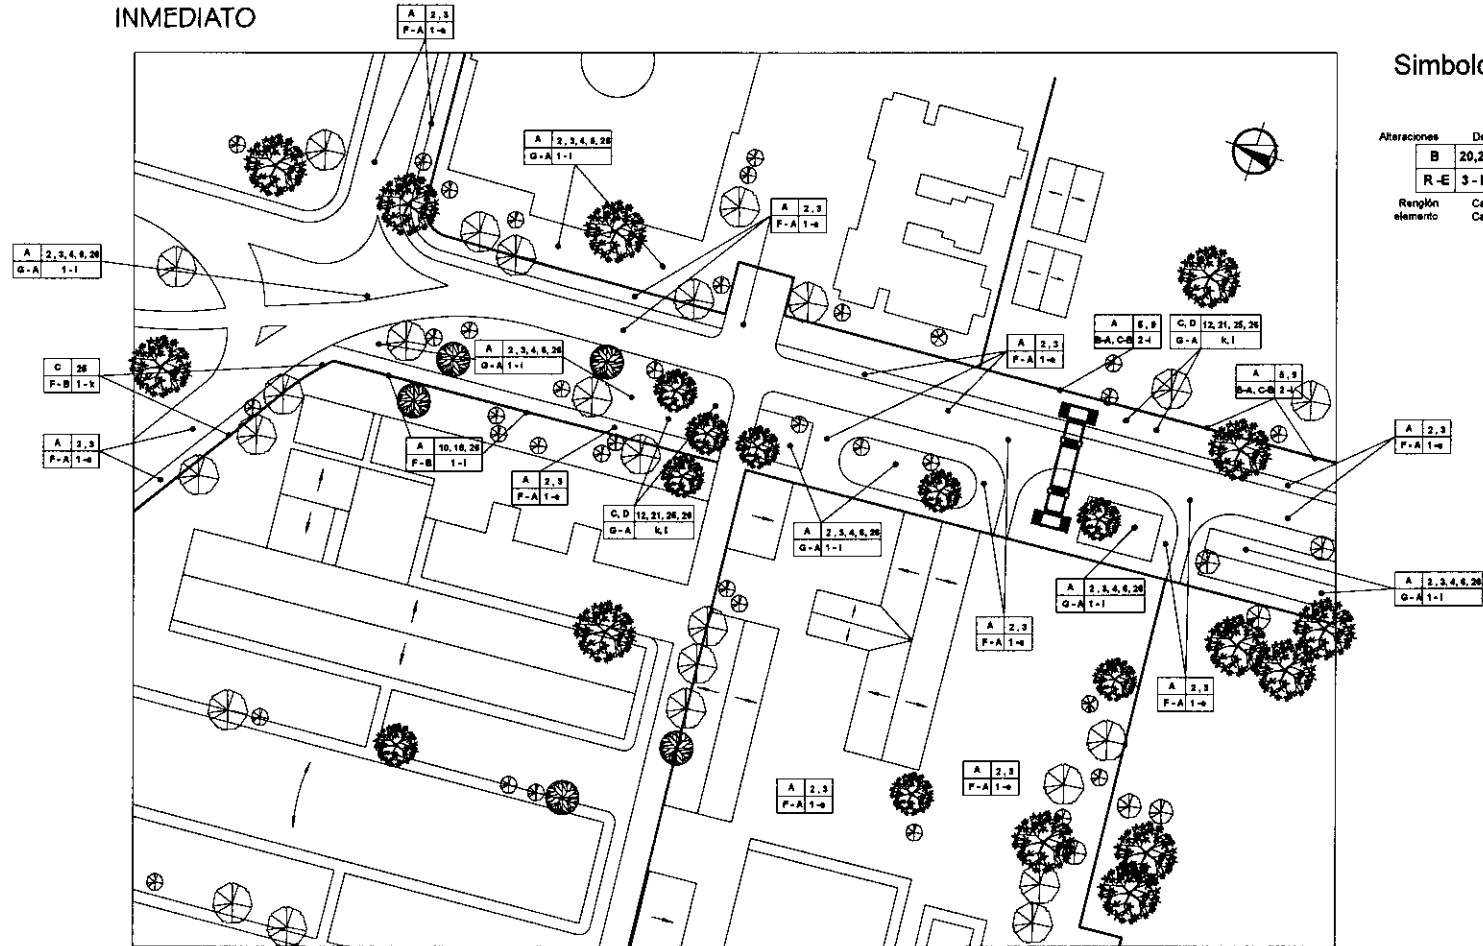 INMEDIATO
A 2,3
F-A 1-e
Simbolo
Alteraciones De
B 20,2
R-E 3-
Renglón Ca
elemento Ca
A 2,3,4,6,26
G-A 1-l
A 2,3
F-A 1-e
A 2,3,4,6,26
G-A 1-l
C 26
F-B 1-k
A 2,3
F-A 1-e
A 2,3,4,6,26
G-A 1-l
A 10,16,26
F-B 1-l
A 2,3
F-A 1-e
C, D 12,21,25,26
G-A k,l
A 2,3
F-A 1-e
A 5,9
B-A, C-B 2-l
C, D 12,21,25,26
G-A k,l
A 5,9
B-A, C-B 2-l
A 2,3
F-A 1-e
A 2,3,4,6,26
G-A 1-l
A 2,3,4,6,26
G-A 1-l
A 2,3,4,6,26
G-A 1-l
A 2,3
F-A 1-e
A 2,3
F-A 1-e
A 2,3
F-A 1-e
A 2,3
F-A 1-e